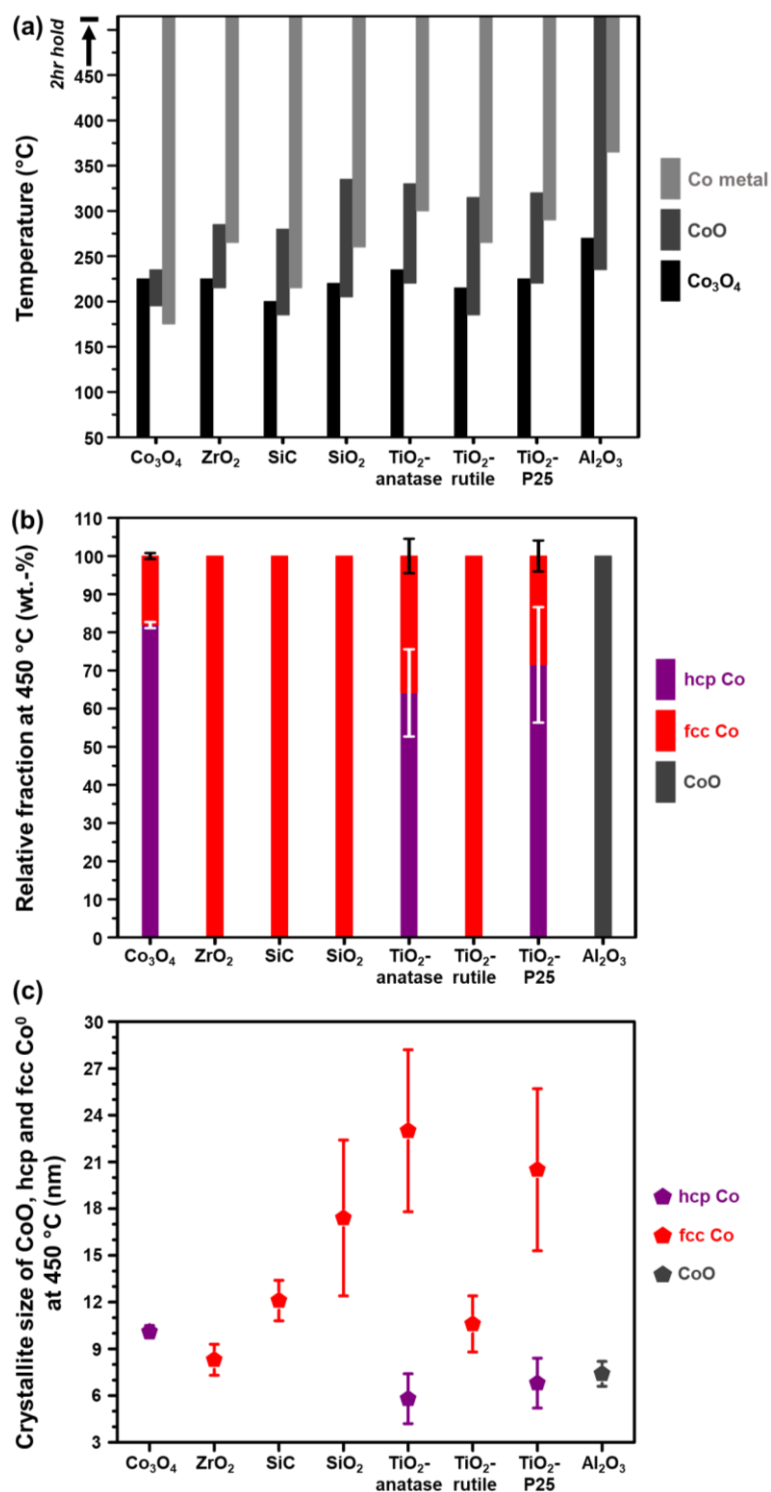 (a)
2hr hold
Temperature (°C)
450
400
350
300
250
200
150
100
50
Co₃O₄
ZrO₂
SiC
SiO₂
TiO₂-
anatase
TiO₂-
rutile
TiO₂-
P25
Al₂O₃
Co metal
CoO
Co₃O₄
(b)
Relative fraction at 450 °C (wt.-%)
110
100
90
80
70
60
50
40
30
20
10
0
Co₃O₄
ZrO₂
SiC
SiO₂
TiO₂-
anatase
TiO₂-
rutile
TiO₂-
P25
Al₂O₃
hcp Co
fcc Co
CoO
(c)
Crystallite size of CoO, hcp and fcc Co⁰
at 450 °C (nm)
30
27
24
21
18
15
12
9
6
3
Co₃O₄
ZrO₂
SiC
SiO₂
TiO₂-
anatase
TiO₂-
rutile
TiO₂-
P25
Al₂O₃
hcp Co
fcc Co
CoO